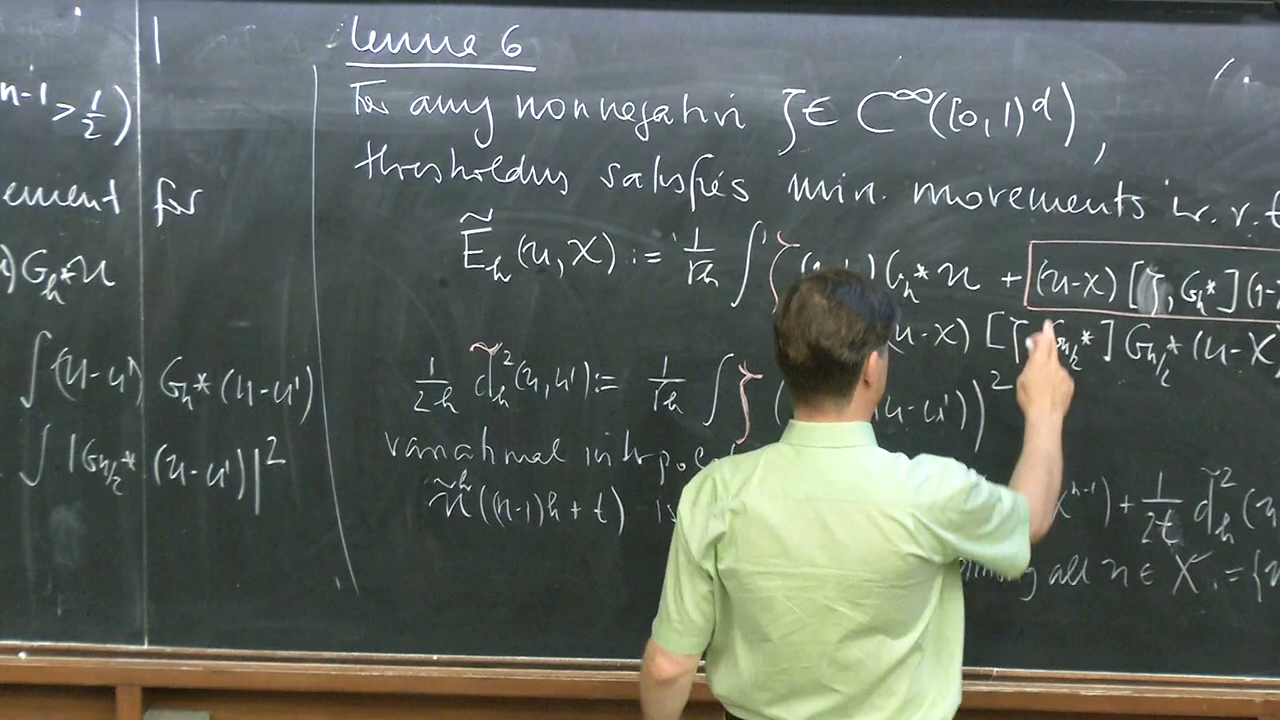 n-1 > 1/2)
ement for
G_h * u
∫ (u-u') G_h * (u-u')
∫ |G_{h/2} * (u-u')|^2
Lemma 6
For any nonnegative ζ ∈ C^∞([0,1)^d),
thresholding satisfies min. movements w.r.t
Ẽ_h(u,χ) := 1/√h ∫ ζ ( ) G_h * u + (u-χ) [ζ, G_h *] (1-χ
(u-χ) [ζ, G_{h/2} *] G_{h/2} * (u-χ)
1/2h d̃_h^2(u,u') := 1/√h ∫ ζ ( (u-u'))^2
variational interpol
ũ^h((n-1)h + t) is
χ^{n-1}) + 1/2t d̃_h^2(u
all u ∈ X := {u